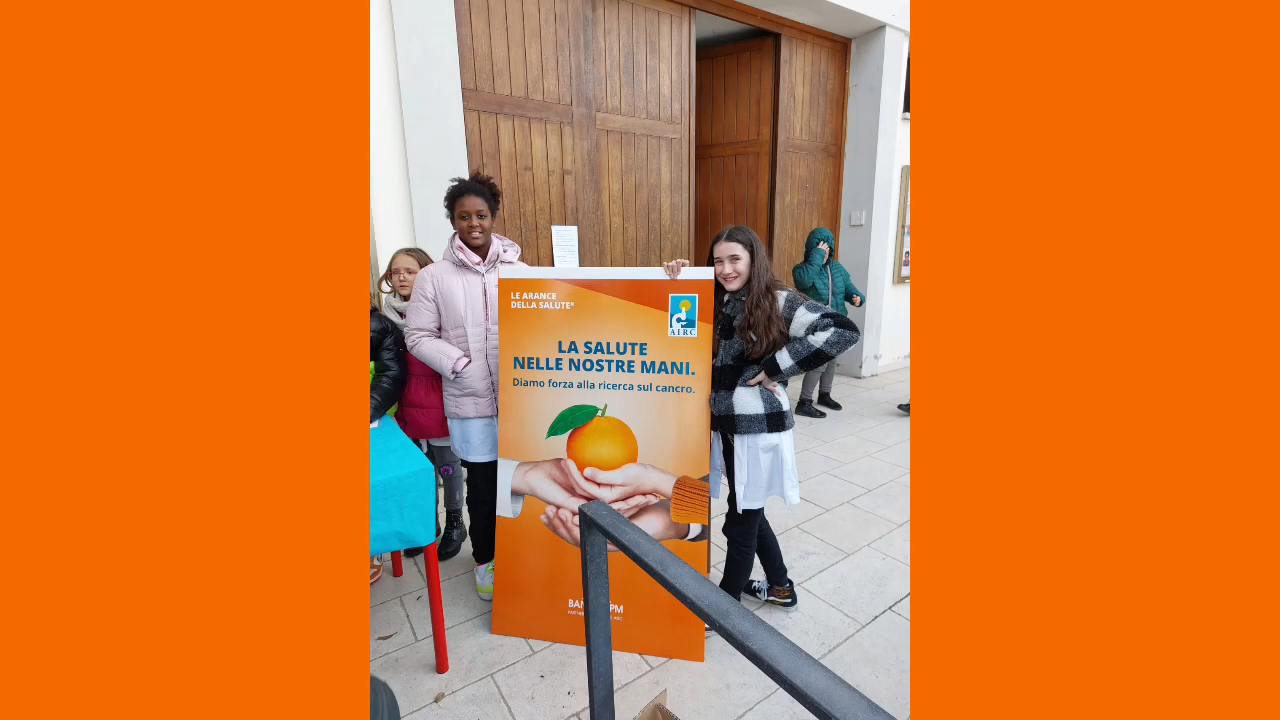 LE ARANCE
DELLA SALUTE®
AIRC
LA SALUTE
NELLE NOSTRE MANI.
Diamo forza alla ricerca sul cancro.